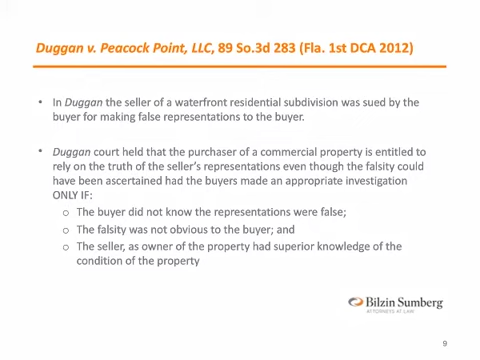 Duggan v. Peacock Point, LLC, 89 So.3d 283 (Fla. 1st DCA 2012)
• In Duggan the seller of a waterfront residential subdivision was sued by the
buyer for making false representations to the buyer.
• Duggan court held that the purchaser of a commercial property is entitled to
rely on the truth of the seller's representations even though the falsity could
have been ascertained had the buyers made an appropriate investigation
ONLY IF:
o The buyer did not know the representations were false;
o The falsity was not obvious to the buyer; and
o The seller, as owner of the property had superior knowledge of the
condition of the property
Bilzin Sumberg
ATTORNEYS AT LAW
9